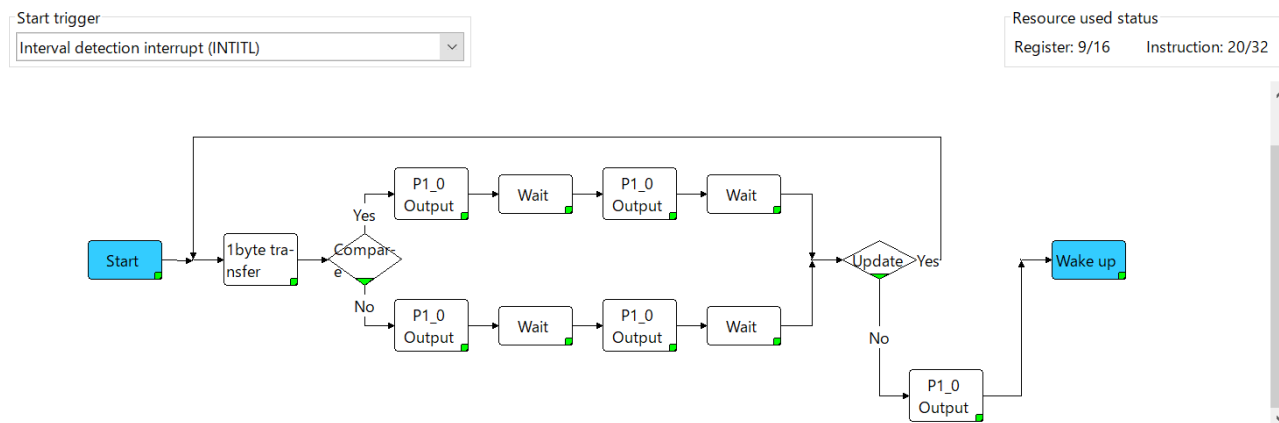 Start trigger
Resource used status
Interval detection interrupt (INTITL)
Register: 9/16
Instruction: 20/32
P1_0
Output
Wait
P1_0
Output
Wait
Yes
Start
1byte tra-
nsfer
Compar-
e
Update
Yes
Wake up
No
P1_0
Output
Wait
P1_0
Output
Wait
No
P1_0
Output